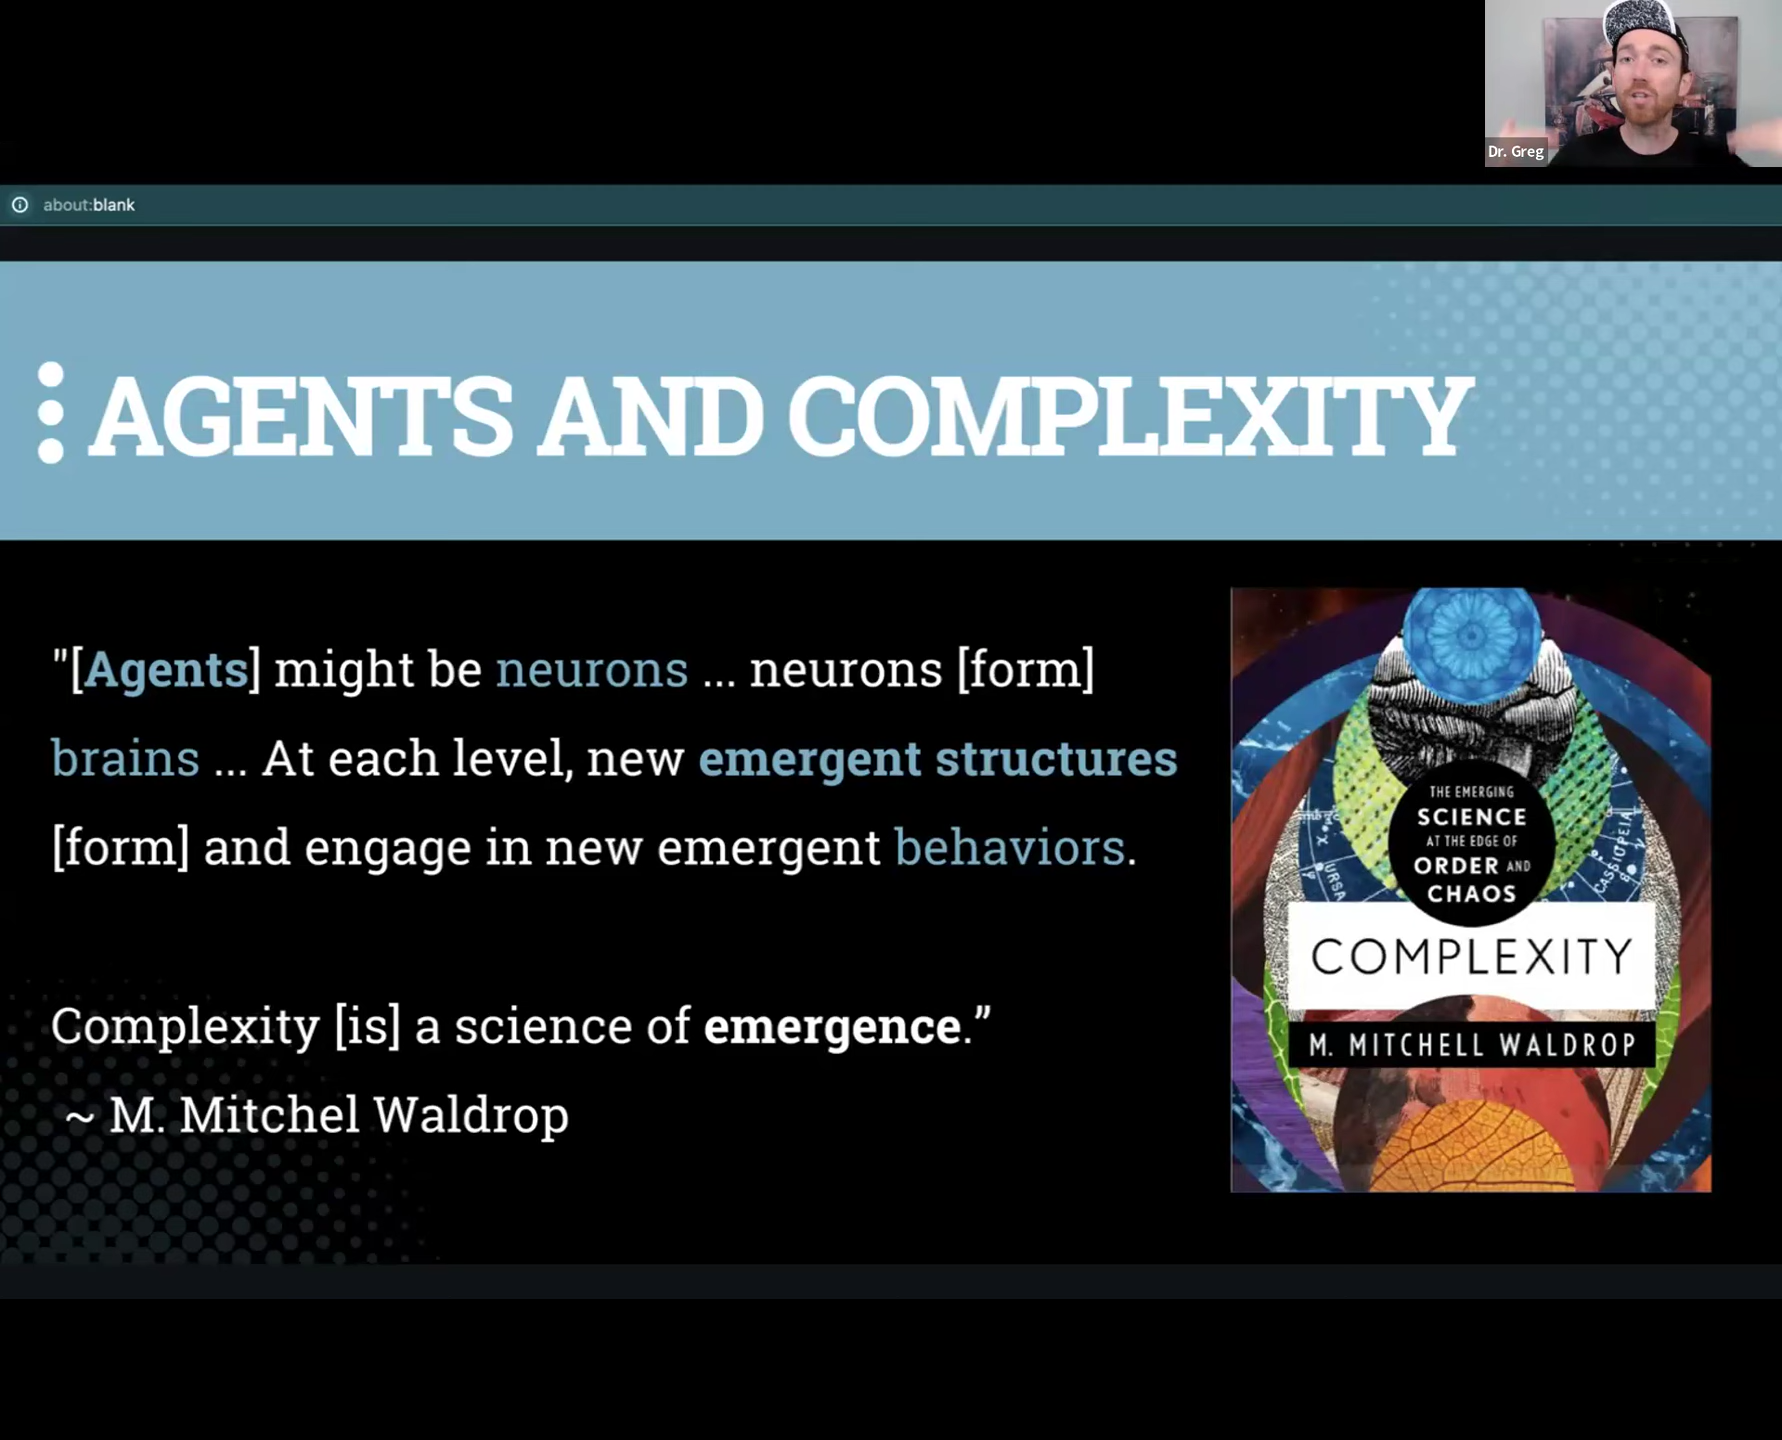 Dr. Greg
about:blank
AGENTS AND COMPLEXITY
"[Agents] might be neurons ... neurons [form]
brains ... At each level, new emergent structures
[form] and engage in new emergent behaviors.
Complexity [is] a science of emergence.”
~ M. Mitchel Waldrop
THE EMERGING
SCIENCE
AT THE EDGE OF
ORDER AND
CHAOS
COMPLEXITY
M. MITCHELL WALDROP
URSA
CASSIOPEIA